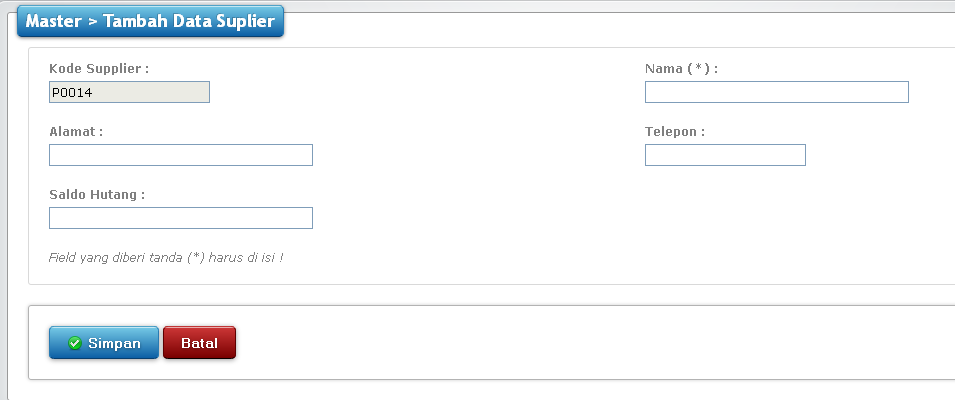 Master > Tambah Data Suplier
Kode Supplier :
Nama (*) :
P0014
Alamat :
Telepon :
Saldo Hutang :
Field yang diberi tanda (*) harus di isi !
Simpan
Batal